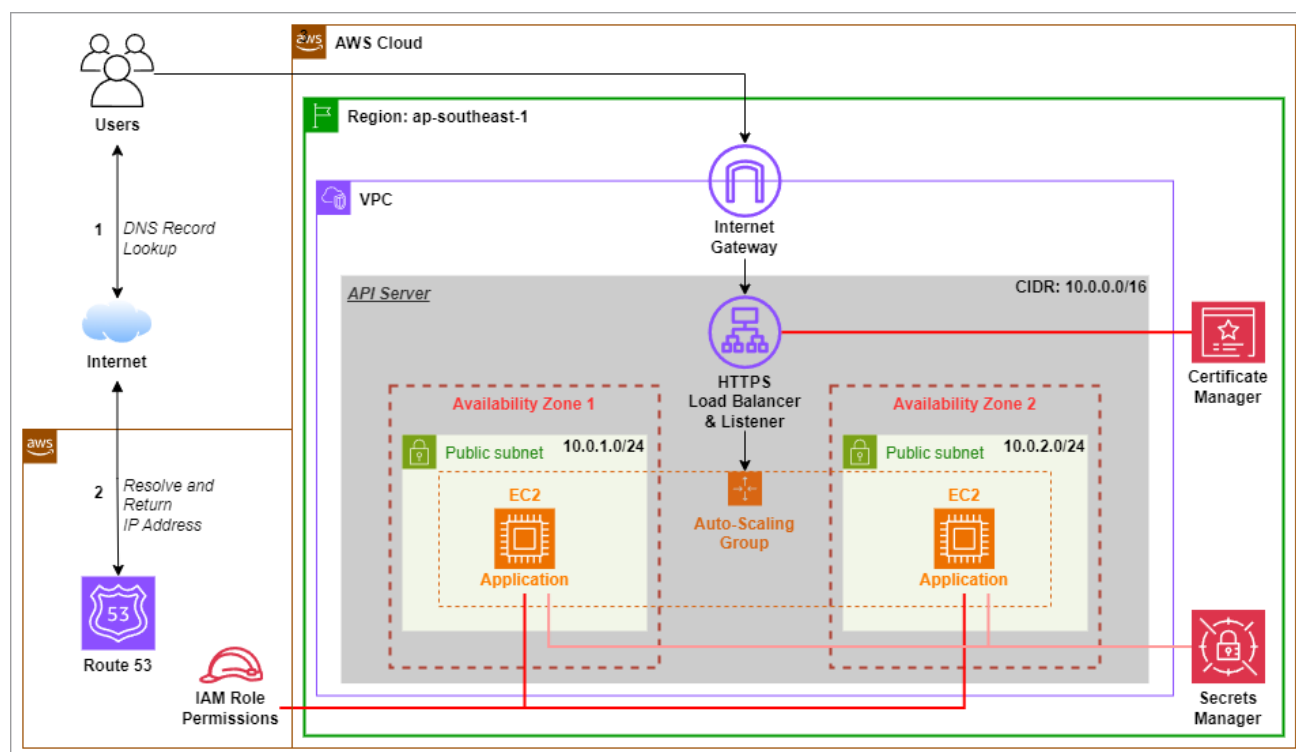 aws
AWS Cloud
Users
Region: ap-southeast-1
VPC
Internet
Gateway
1
DNS Record
Lookup
API Server
CIDR: 10.0.0.0/16
Internet
HTTPS
Load Balancer
& Listener
Certificate
Manager
Availability Zone 1
Availability Zone 2
aws
Public subnet
10.0.1.0/24
Public subnet
10.0.2.0/24
2
Resolve and
Return
IP Address
EC2
Application
Auto-Scaling
Group
EC2
Application
53
Route 53
IAM Role
Permissions
Secrets
Manager